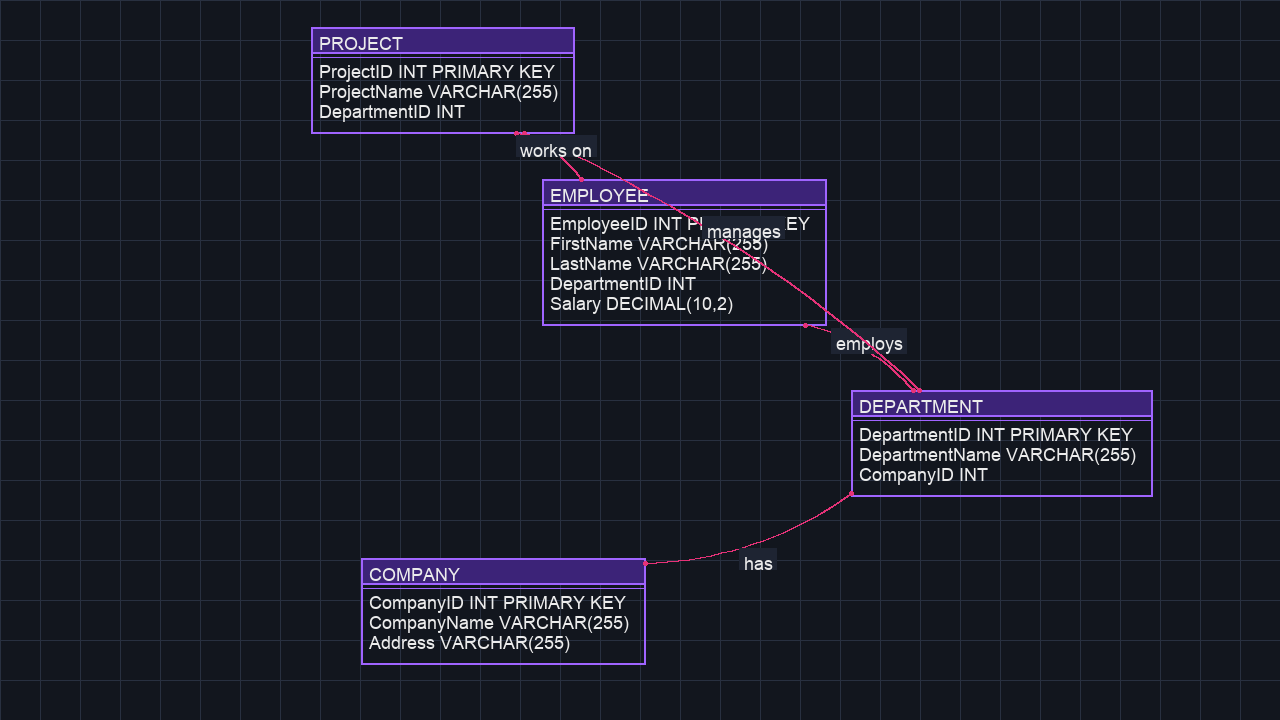 PROJECT
ProjectID INT PRIMARY KEY
ProjectName VARCHAR(255)
DepartmentID INT
works on
EMPLOYEE
EmployeeID INT KEY
manages
FirstName VARCHAR(255)
LastName VARCHAR(255)
DepartmentID INT
Salary DECIMAL(10,2)
employs
DEPARTMENT
DepartmentID INT PRIMARY KEY
DepartmentName VARCHAR(255)
CompanyID INT
has
COMPANY
CompanyID INT PRIMARY KEY
CompanyName VARCHAR(255)
Address VARCHAR(255)